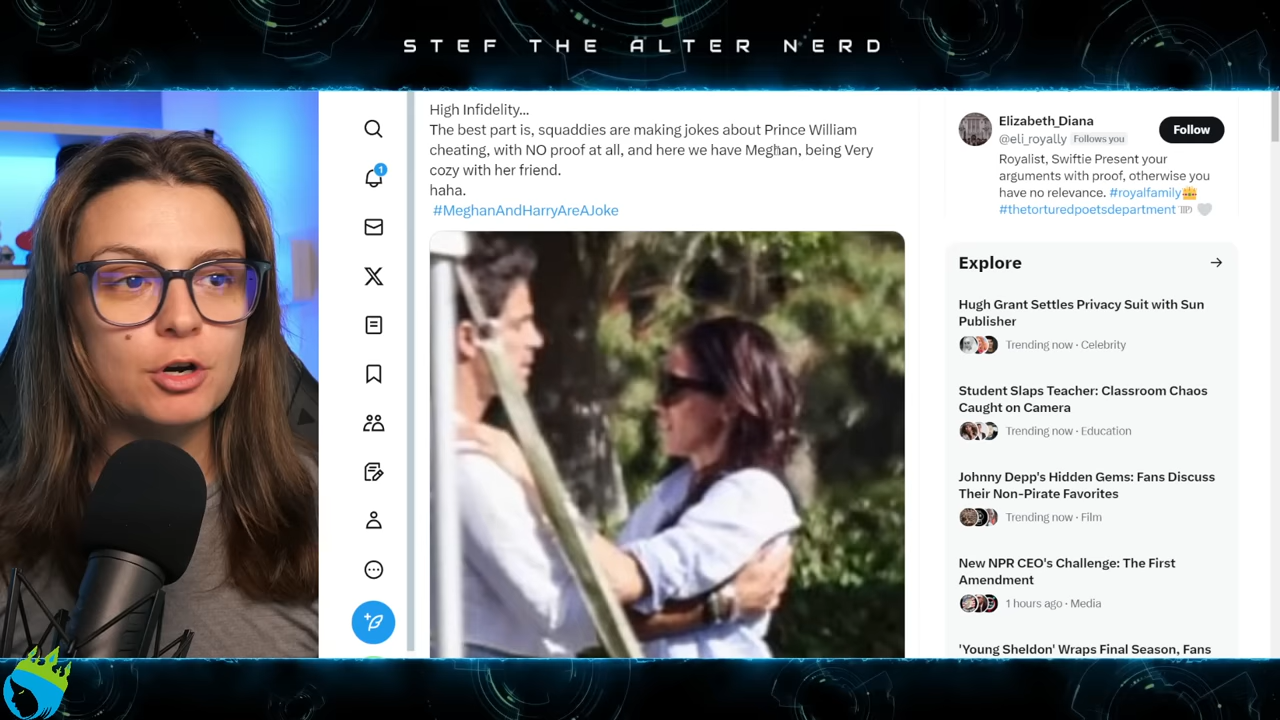 STEF THE ALTER NERD
High Infidelity...
The best part is, squaddies are making jokes about Prince William
cheating, with NO proof at all, and here we have Meghan, being Very
cozy with her friend.
haha.
#MeghanAndHarryAreAJoke
1
Elizabeth_Diana
@eli_royally Follows you
Follow
Royalist, Swiftie Present your
arguments with proof, otherwise you
have no relevance. #royalfamily👑
#thetorturedpoetsdepartment 🤍
Explore
Hugh Grant Settles Privacy Suit with Sun
Publisher
Trending now · Celebrity
Student Slaps Teacher: Classroom Chaos
Caught on Camera
Trending now · Education
Johnny Depp's Hidden Gems: Fans Discuss
Their Non-Pirate Favorites
Trending now · Film
New NPR CEO's Challenge: The First
Amendment
1 hours ago · Media
'Young Sheldon' Wraps Final Season, Fans